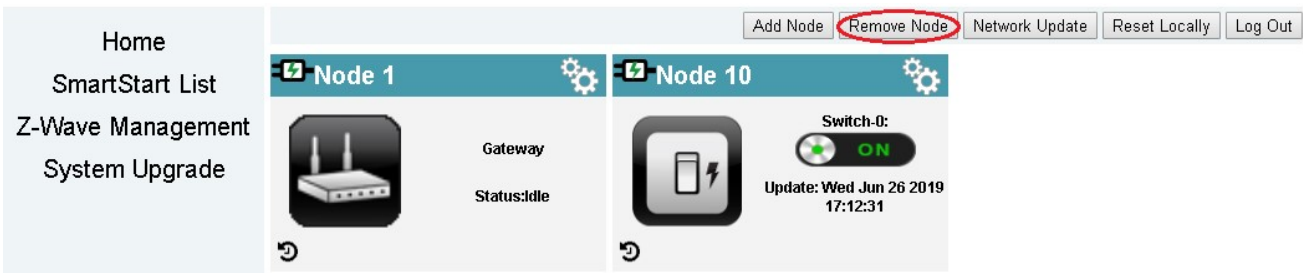 Home
SmartStart List
Z-Wave Management
System Upgrade
Add Node Remove Node Network Update Reset Locally Log Out
Node 1
Gateway
Status:Idle
Node 10
Switch-0:
ON
Update: Wed Jun 26 2019
17:12:31